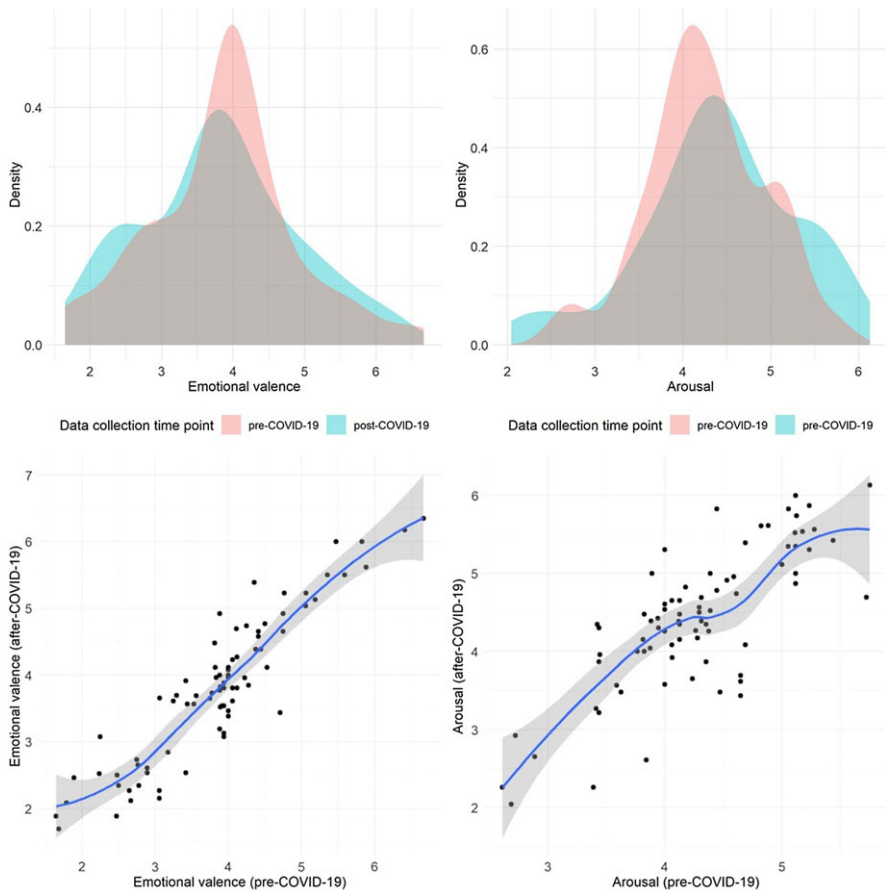 0.4
0.2
0.0
Density
2
3
4
5
6
Emotional valence
Data collection time point
pre-COVID-19
post-COVID-19
0.6
0.4
0.2
0.0
Density
2
3
4
5
6
Arousal
Data collection time point
pre-COVID-19
pre-COVID-19
7
6
5
4
3
2
Emotional valence (after-COVID-19)
2
3
4
5
6
Emotional valence (pre-COVID-19)
6
5
4
3
2
Arousal (after-COVID-19)
3
4
5
Arousal (pre-COVID-19)